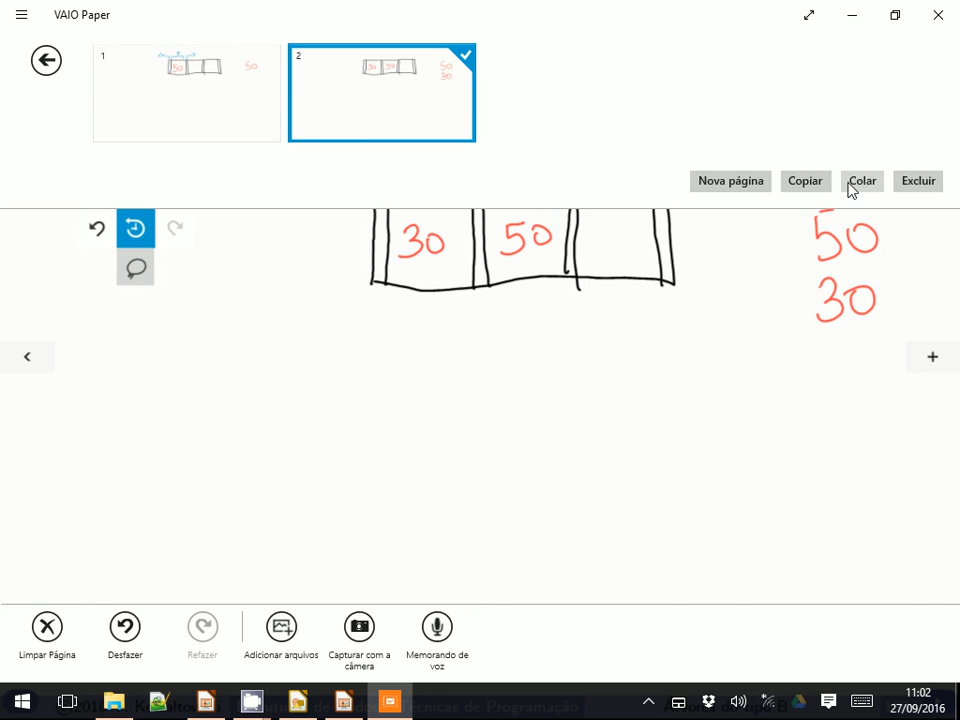 VAIO Paper
1
50
50
2
30 50
50
30
Nova página
Copiar
Colar
Excluir
30 50
50
30
Limpar Página
Desfazer
Refazer
Adicionar arquivos
Capturar com a
câmera
Memorando de
voz
11:02
27/09/2016